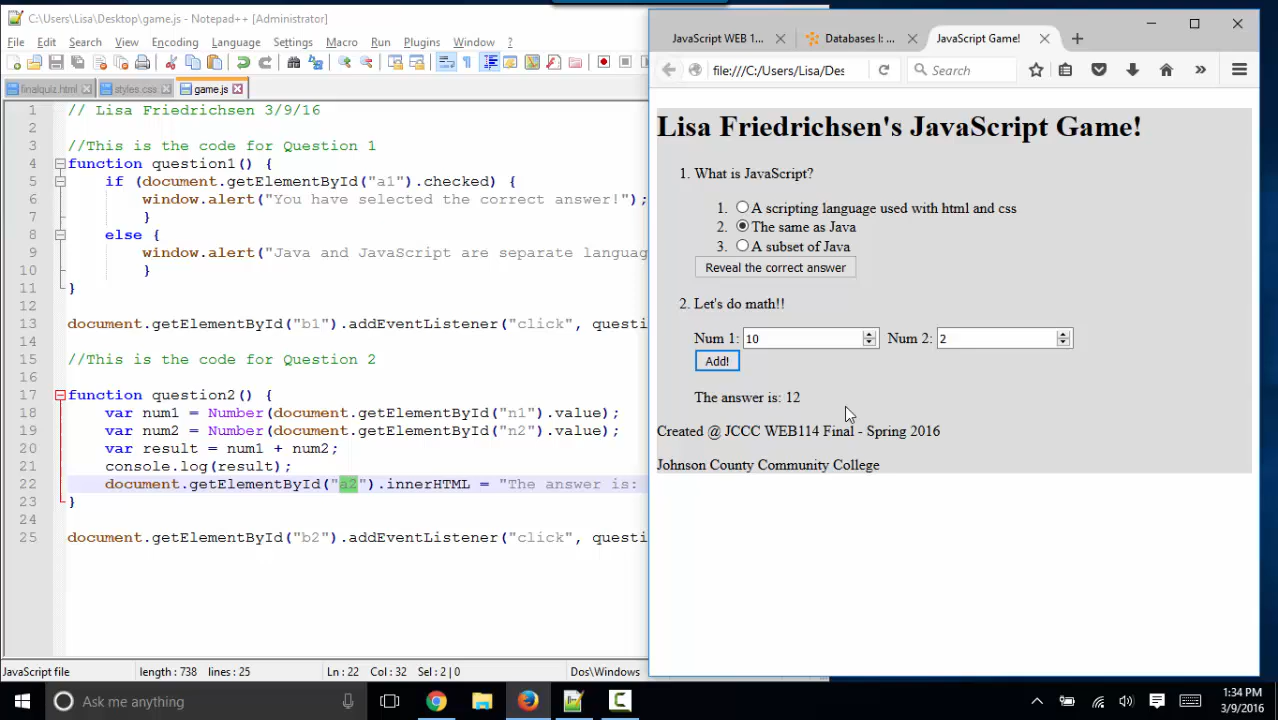 C:\Users\Lisa\Desktop\game.js - Notepad++ [Administrator]
File Edit Search View Encoding Language Settings Macro Run Plugins Window ?
finalquiz.html styles.css game.js
1 // Lisa Friedrichsen 3/9/16
2
3 //This is the code for Question 1
4 function question1() {
5 if (document.getElementById("a1").checked) {
6 window.alert("You have selected the correct answer!");
7 }
8 else {
9 window.alert("Java and JavaScript are separate languag
10 }
11 }
12
13 document.getElementById("b1").addEventListener("click", questi
14
15 //This is the code for Question 2
16
17 function question2() {
18 var num1 = Number(document.getElementById("n1").value);
19 var num2 = Number(document.getElementById("n2").value);
20 var result = num1 + num2;
21 console.log(result);
22 document.getElementById("a2").innerHTML = "The answer is:
23 }
24
25 document.getElementById("b2").addEventListener("click", questi
JavaScript file length : 738 lines : 25 Ln : 22 Col : 32 Sel : 2 | 0 Dos\Windows
JavaScript WEB 1... Databases I: ... JavaScript Game!
file:///C:/Users/Lisa/Des Search
Lisa Friedrichsen's JavaScript Game!
1. What is JavaScript?
1. A scripting language used with html and css
2. The same as Java
3. A subset of Java
Reveal the correct answer
2. Let's do math!!
Num 1: 10 Num 2: 2
Add!
The answer is: 12
Created @ JCCC WEB114 Final - Spring 2016
Johnson County Community College
Ask me anything
1:34 PM
3/9/2016